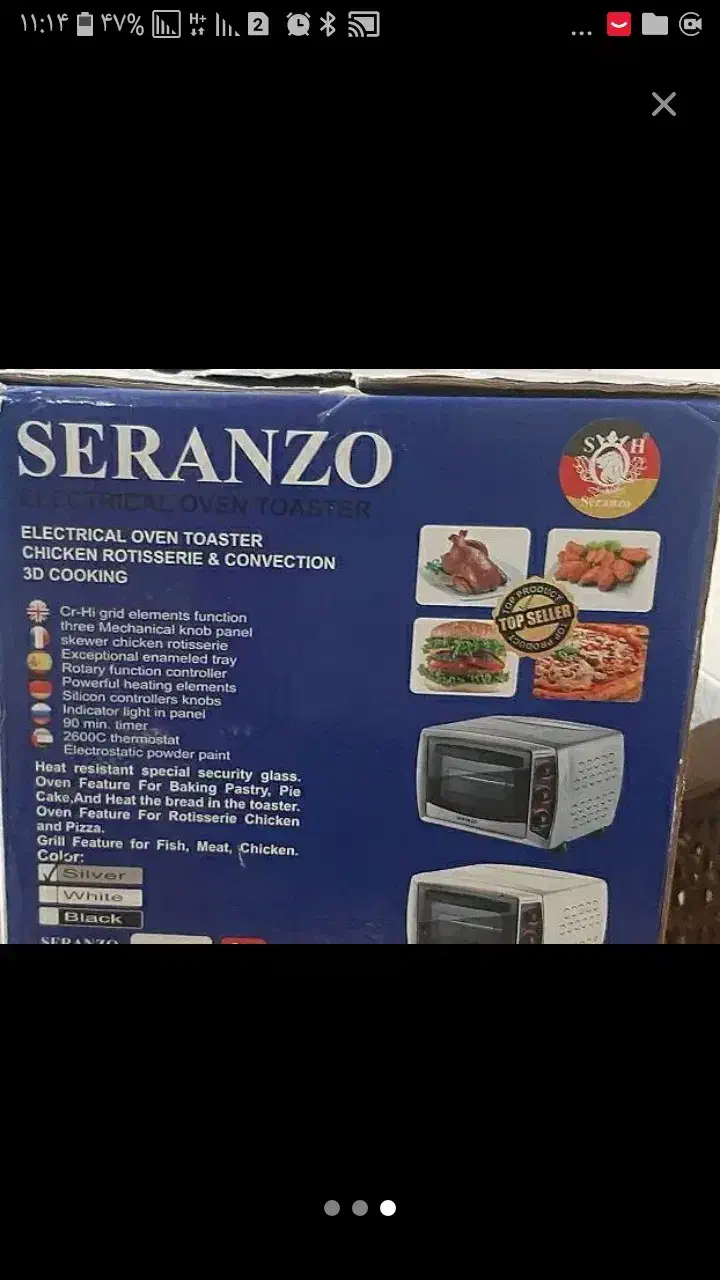 ۱۱:۱۴ ۴۷% H+ 2 ...
SERANZO
ELECTRICAL OVEN TOASTER
ELECTRICAL OVEN TOASTER
CHICKEN ROTISSERIE & CONVECTION
3D COOKING
Cr-Hi grid elements function
three Mechanical knob panel
skewer chicken rotisserie
Exceptional enameled tray
Rotary function controller
Powerful heating elements
Silicon controllers knobs
Indicator light in panel
90 min. timer
2600C thermostat
Electrostatic powder paint
Heat resistant special security glass.
Oven Feature For Baking Pastry, Pie
Cake,And Heat the bread in the toaster.
Oven Feature For Rotisserie Chicken
and Pizza.
Grill Feature for Fish, Meat, Chicken.
Color:
Silver
White
Black
SERANZO
S H
Seranzo
TOP PRODUCT
TOP SELLER
TOP PRODUCT